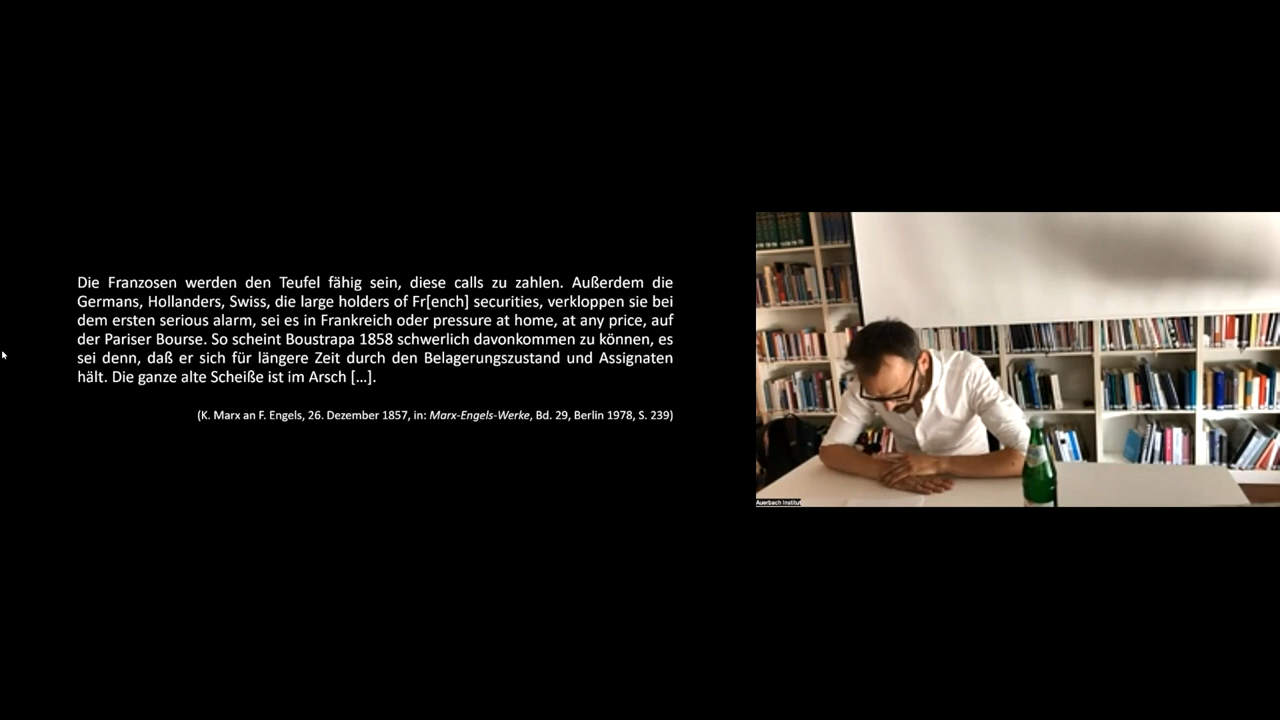 Die Franzosen werden den Teufel fähig sein, diese calls zu zahlen. Außerdem die
Germans, Hollanders, Swiss, die large holders of Fr[ench] securities, verkloppen sie bei
dem ersten serious alarm, sei es in Frankreich oder pressure at home, at any price, auf
der Pariser Bourse. So scheint Boustrapa 1858 schwerlich davonkommen zu können, es
sei denn, daß er sich für längere Zeit durch den Belagerungszustand und Assignaten
hält. Die ganze alte Scheiße ist im Arsch [...].
(K. Marx an F. Engels, 26. Dezember 1857, in: Marx-Engels-Werke, Bd. 29, Berlin 1978, S. 239)
Auerbach Institut